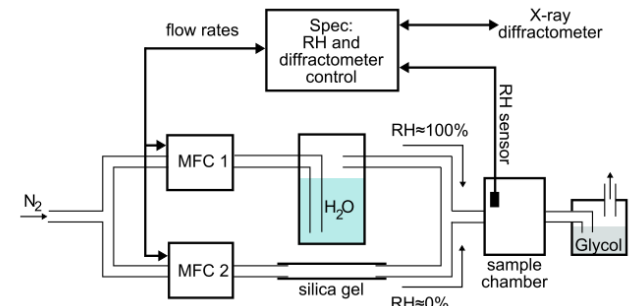 flow rates
Spec:
RH and
diffractometer
control
X-ray
diffractometer
RH sensor
RH≈100%
MFC 1
H₂O
N₂
MFC 2
silica gel
RH≈0%
sample
chamber
Glycol